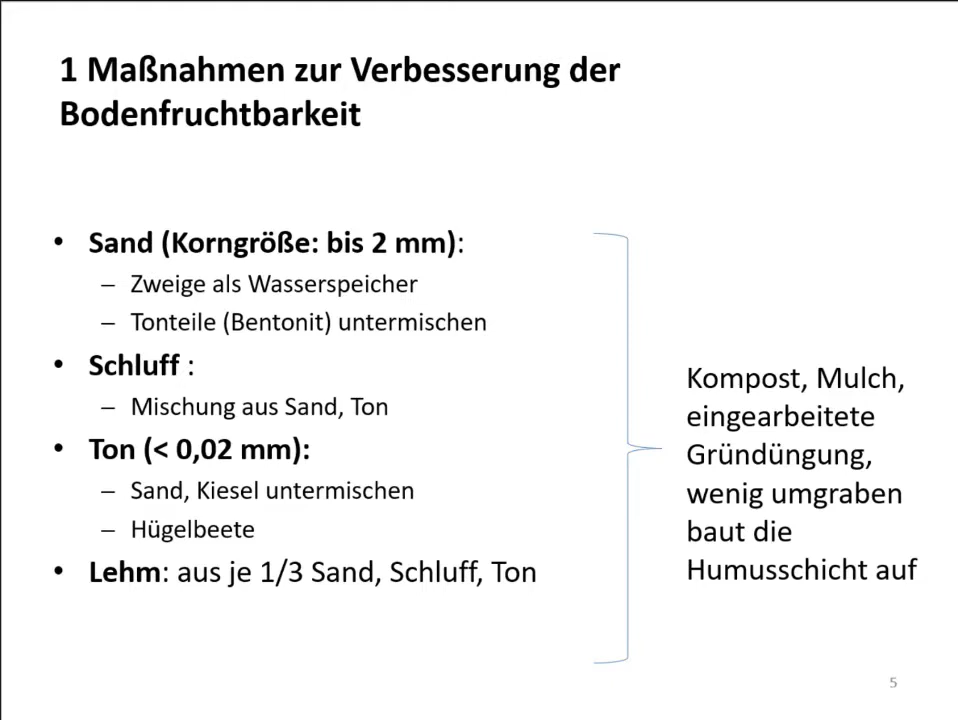 1 Maßnahmen zur Verbesserung der
Bodenfruchtbarkeit
• Sand (Korngröße: bis 2 mm):
– Zweige als Wasserspeicher
– Tonteile (Bentonit) untermischen
• Schluff :
– Mischung aus Sand, Ton
• Ton (< 0,02 mm):
– Sand, Kiesel untermischen
– Hügelbeete
• Lehm: aus je 1/3 Sand, Schluff, Ton
Kompost, Mulch,
eingearbeitete
Gründüngung,
wenig umgraben
baut die
Humusschicht auf
5